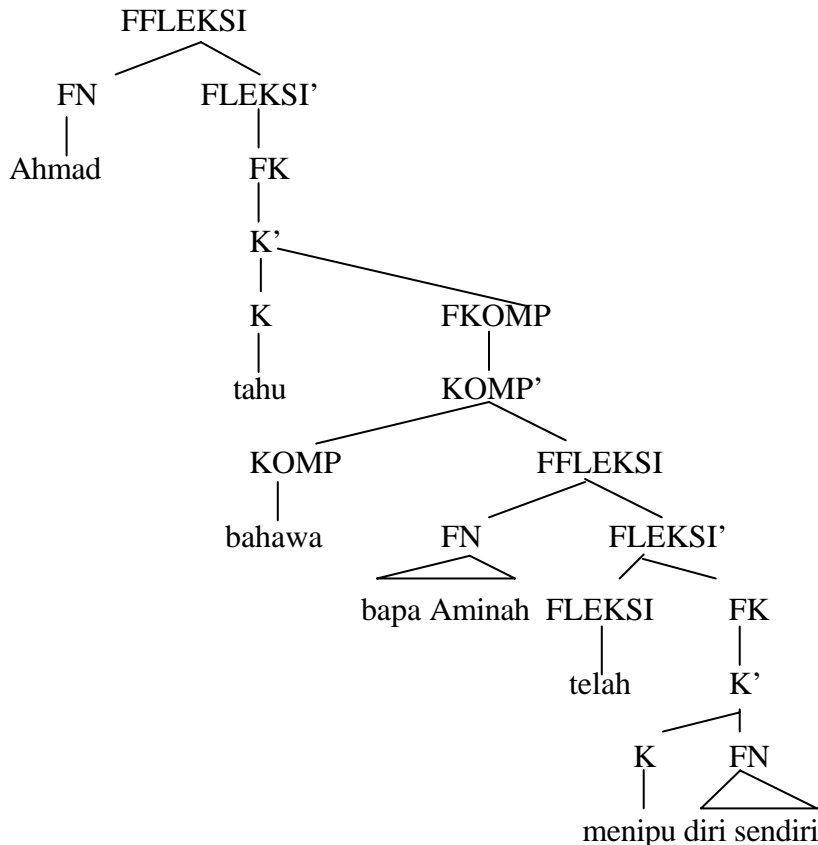 FFLEKSI
FN FLEKSI’
Ahmad FK
K’
K FKOMP
tahu KOMP’
KOMP FFLEKSI
bahawa FN FLEKSI’
bapa Aminah FLEKSI FK
telah K’
K FN
menipu diri sendiri